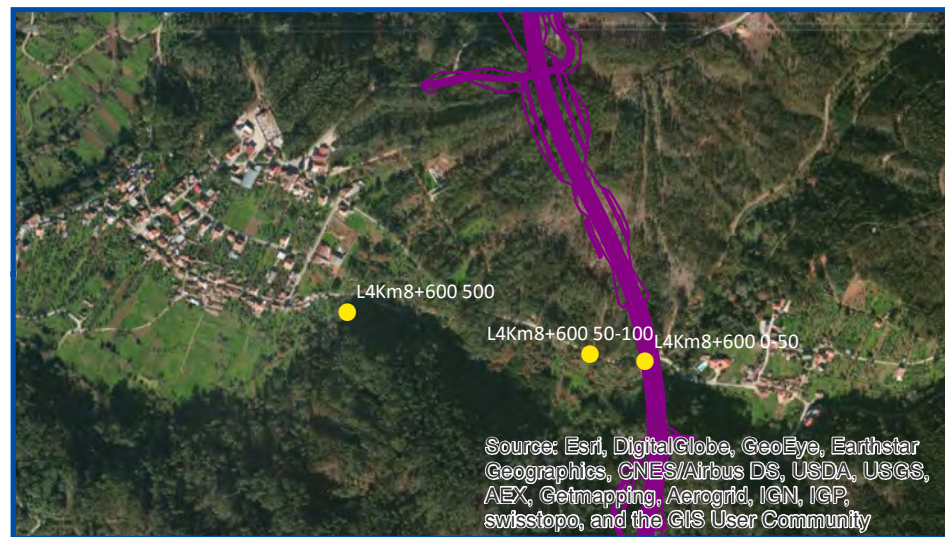 L4Km8+600 500
L4Km8+600 50-100
L4Km8+600 0-50
Source: Esri, DigitalGlobe, GeoEye, Earthstar
Geographics, CNES/Airbus DS, USDA, USGS,
AEX, Getmapping, Aerogrid, IGN, IGP,
swisstopo, and the GIS User Community